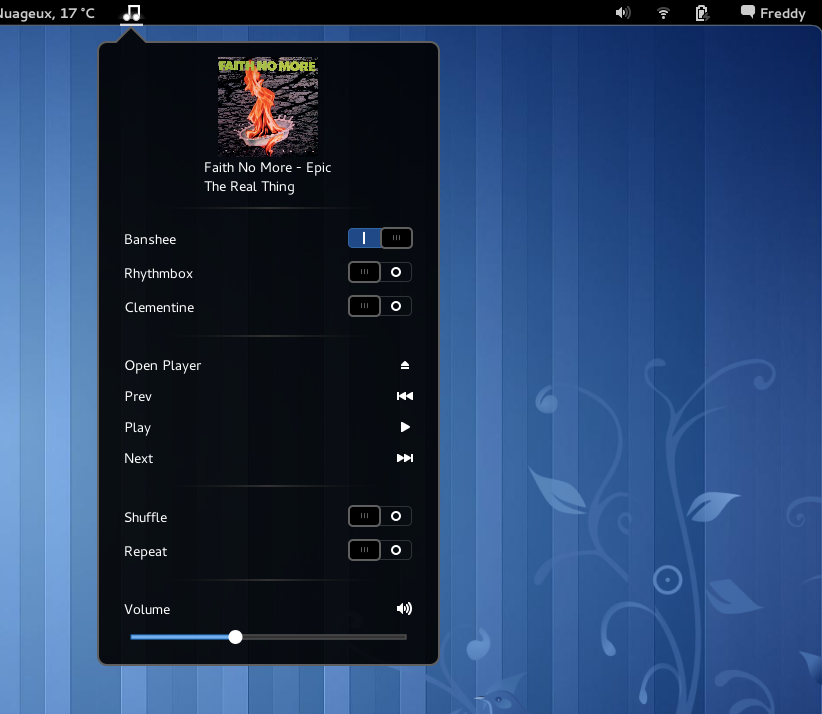 Nuageux, 17 °C
Freddy
FAITH NO MORE
Faith No More - Epic
The Real Thing
Banshee
Rhythmbox
Clementine
Open Player
Prev
Play
Next
Shuffle
Repeat
Volume